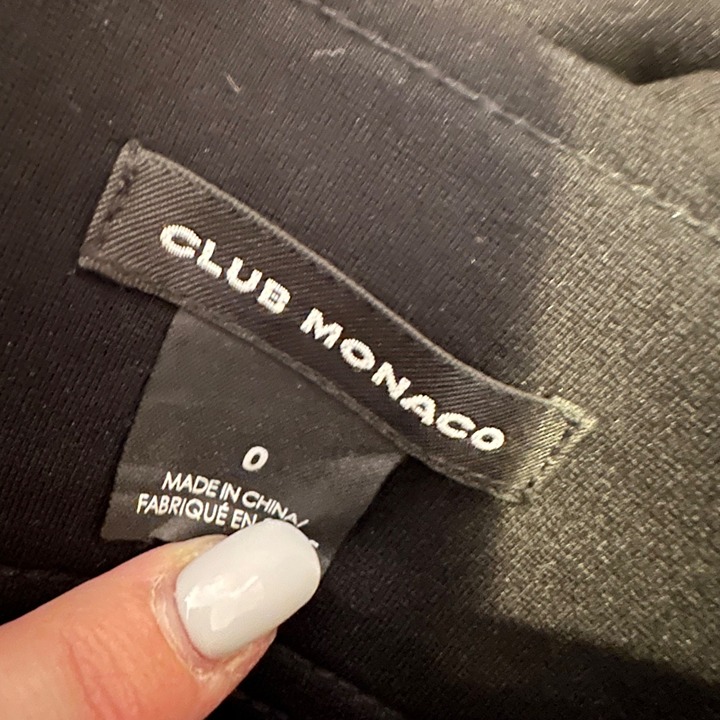 CLUB MONACO
0
MADE IN CHINA/
FABRIQUÉ EN